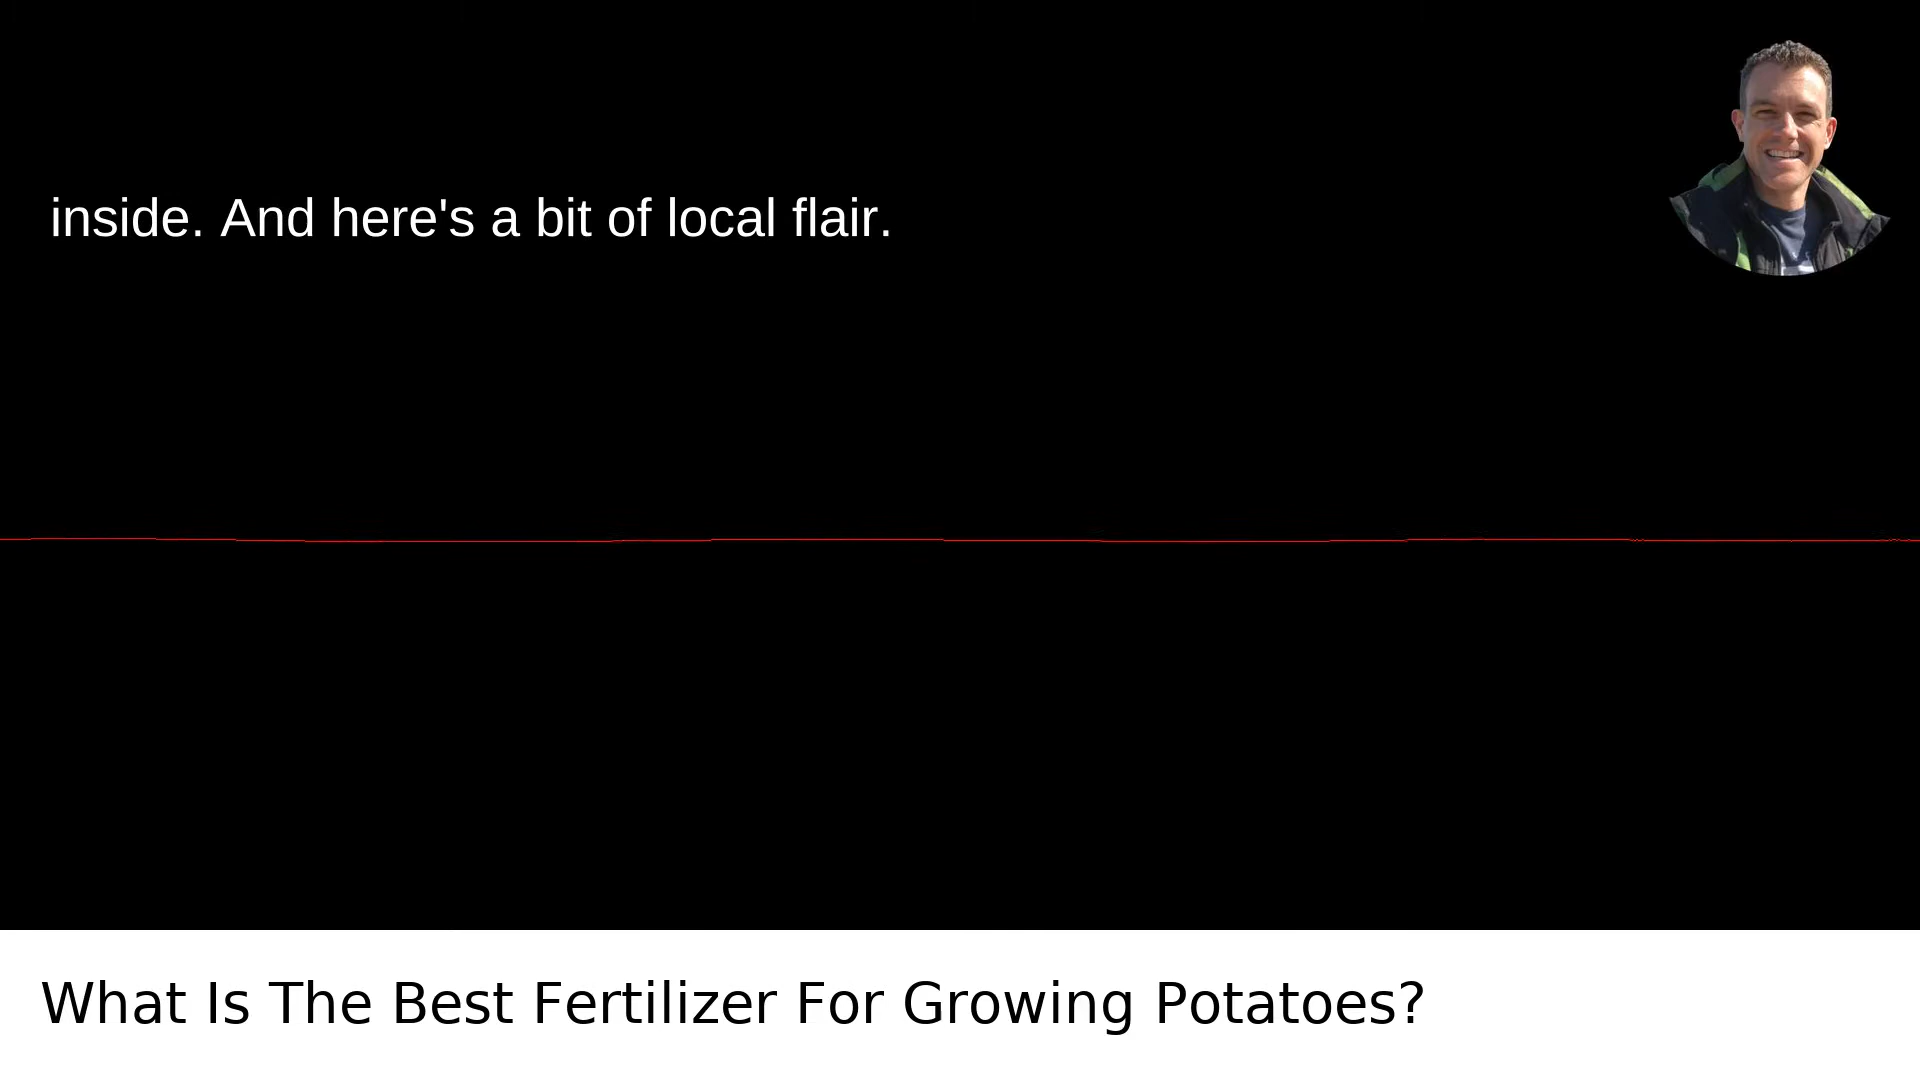 inside. And here's a bit of local flair.
What Is The Best Fertilizer For Growing Potatoes?